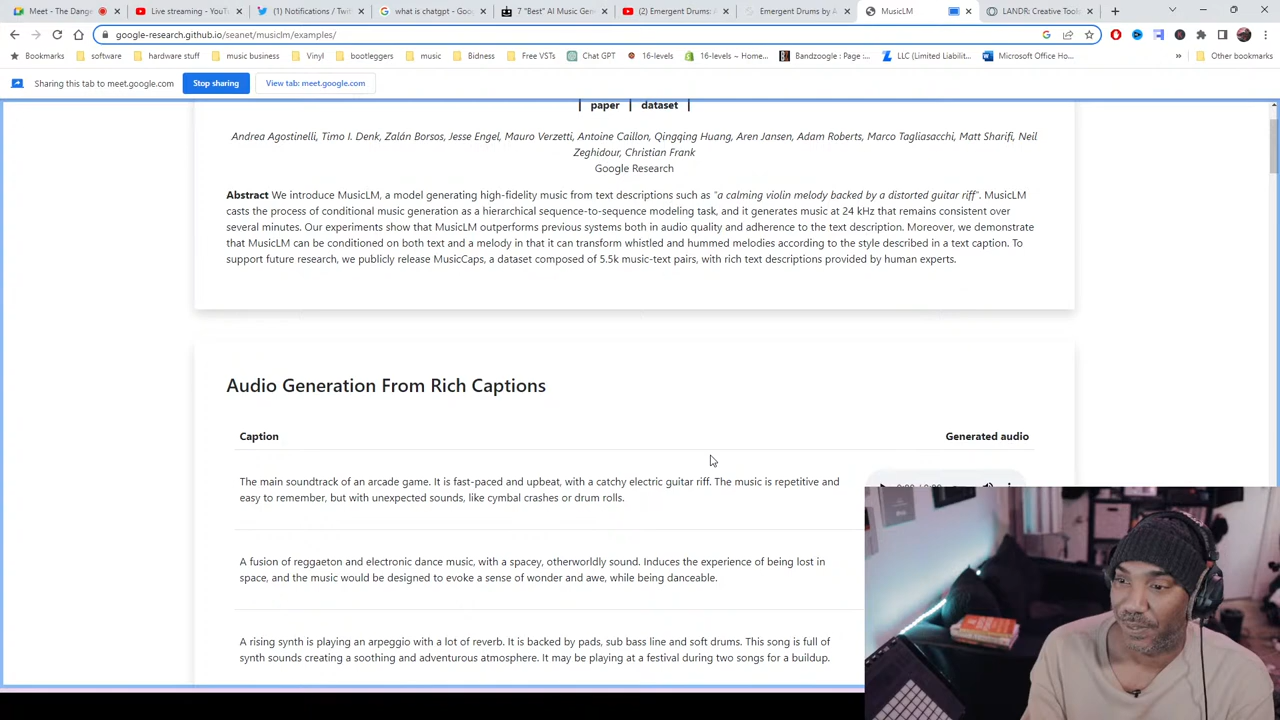 Meet - The Dange
Live streaming - YouTu
(1) Notifications / Twitt
what is chatgpt - Goo
7 "Best" AI Music Gen
(2) Emergent Drums: A
Emergent Drums by A
MusicLM
LANDR: Creative Tool
google-research.github.io/seanet/musiclm/examples/
Bookmarks
software
hardware stuff
music business
Vinyl
bootleggers
music
Bidness
Free VSTs
Chat GPT
16-levels
16-levels ~ Home...
Bandzoogle : Page :...
LLC (Limited Liabilit...
Microsoft Office Ho...
Other bookmarks
Sharing this tab to meet.google.com
Stop sharing
View tab: meet.google.com
| paper | dataset |
Andrea Agostinelli, Timo I. Denk, Zalán Borsos, Jesse Engel, Mauro Verzetti, Antoine Caillon, Qingqing Huang, Aren Jansen, Adam Roberts, Marco Tagliasacchi, Matt Sharifi, Neil
Zeghidour, Christian Frank
Google Research
Abstract We introduce MusicLM, a model generating high-fidelity music from text descriptions such as "a calming violin melody backed by a distorted guitar riff". MusicLM
casts the process of conditional music generation as a hierarchical sequence-to-sequence modeling task, and it generates music at 24 kHz that remains consistent over
several minutes. Our experiments show that MusicLM outperforms previous systems both in audio quality and adherence to the text description. Moreover, we demonstrate
that MusicLM can be conditioned on both text and a melody in that it can transform whistled and hummed melodies according to the style described in a text caption. To
support future research, we publicly release MusicCaps, a dataset composed of 5.5k music-text pairs, with rich text descriptions provided by human experts.
Audio Generation From Rich Captions
Caption
Generated audio
The main soundtrack of an arcade game. It is fast-paced and upbeat, with a catchy electric guitar riff. The music is repetitive and
easy to remember, but with unexpected sounds, like cymbal crashes or drum rolls.
A fusion of reggaeton and electronic dance music, with a spacey, otherworldly sound. Induces the experience of being lost in
space, and the music would be designed to evoke a sense of wonder and awe, while being danceable.
A rising synth is playing an arpeggio with a lot of reverb. It is backed by pads, sub bass line and soft drums. This song is full of
synth sounds creating a soothing and adventurous atmosphere. It may be playing at a festival during two songs for a buildup.